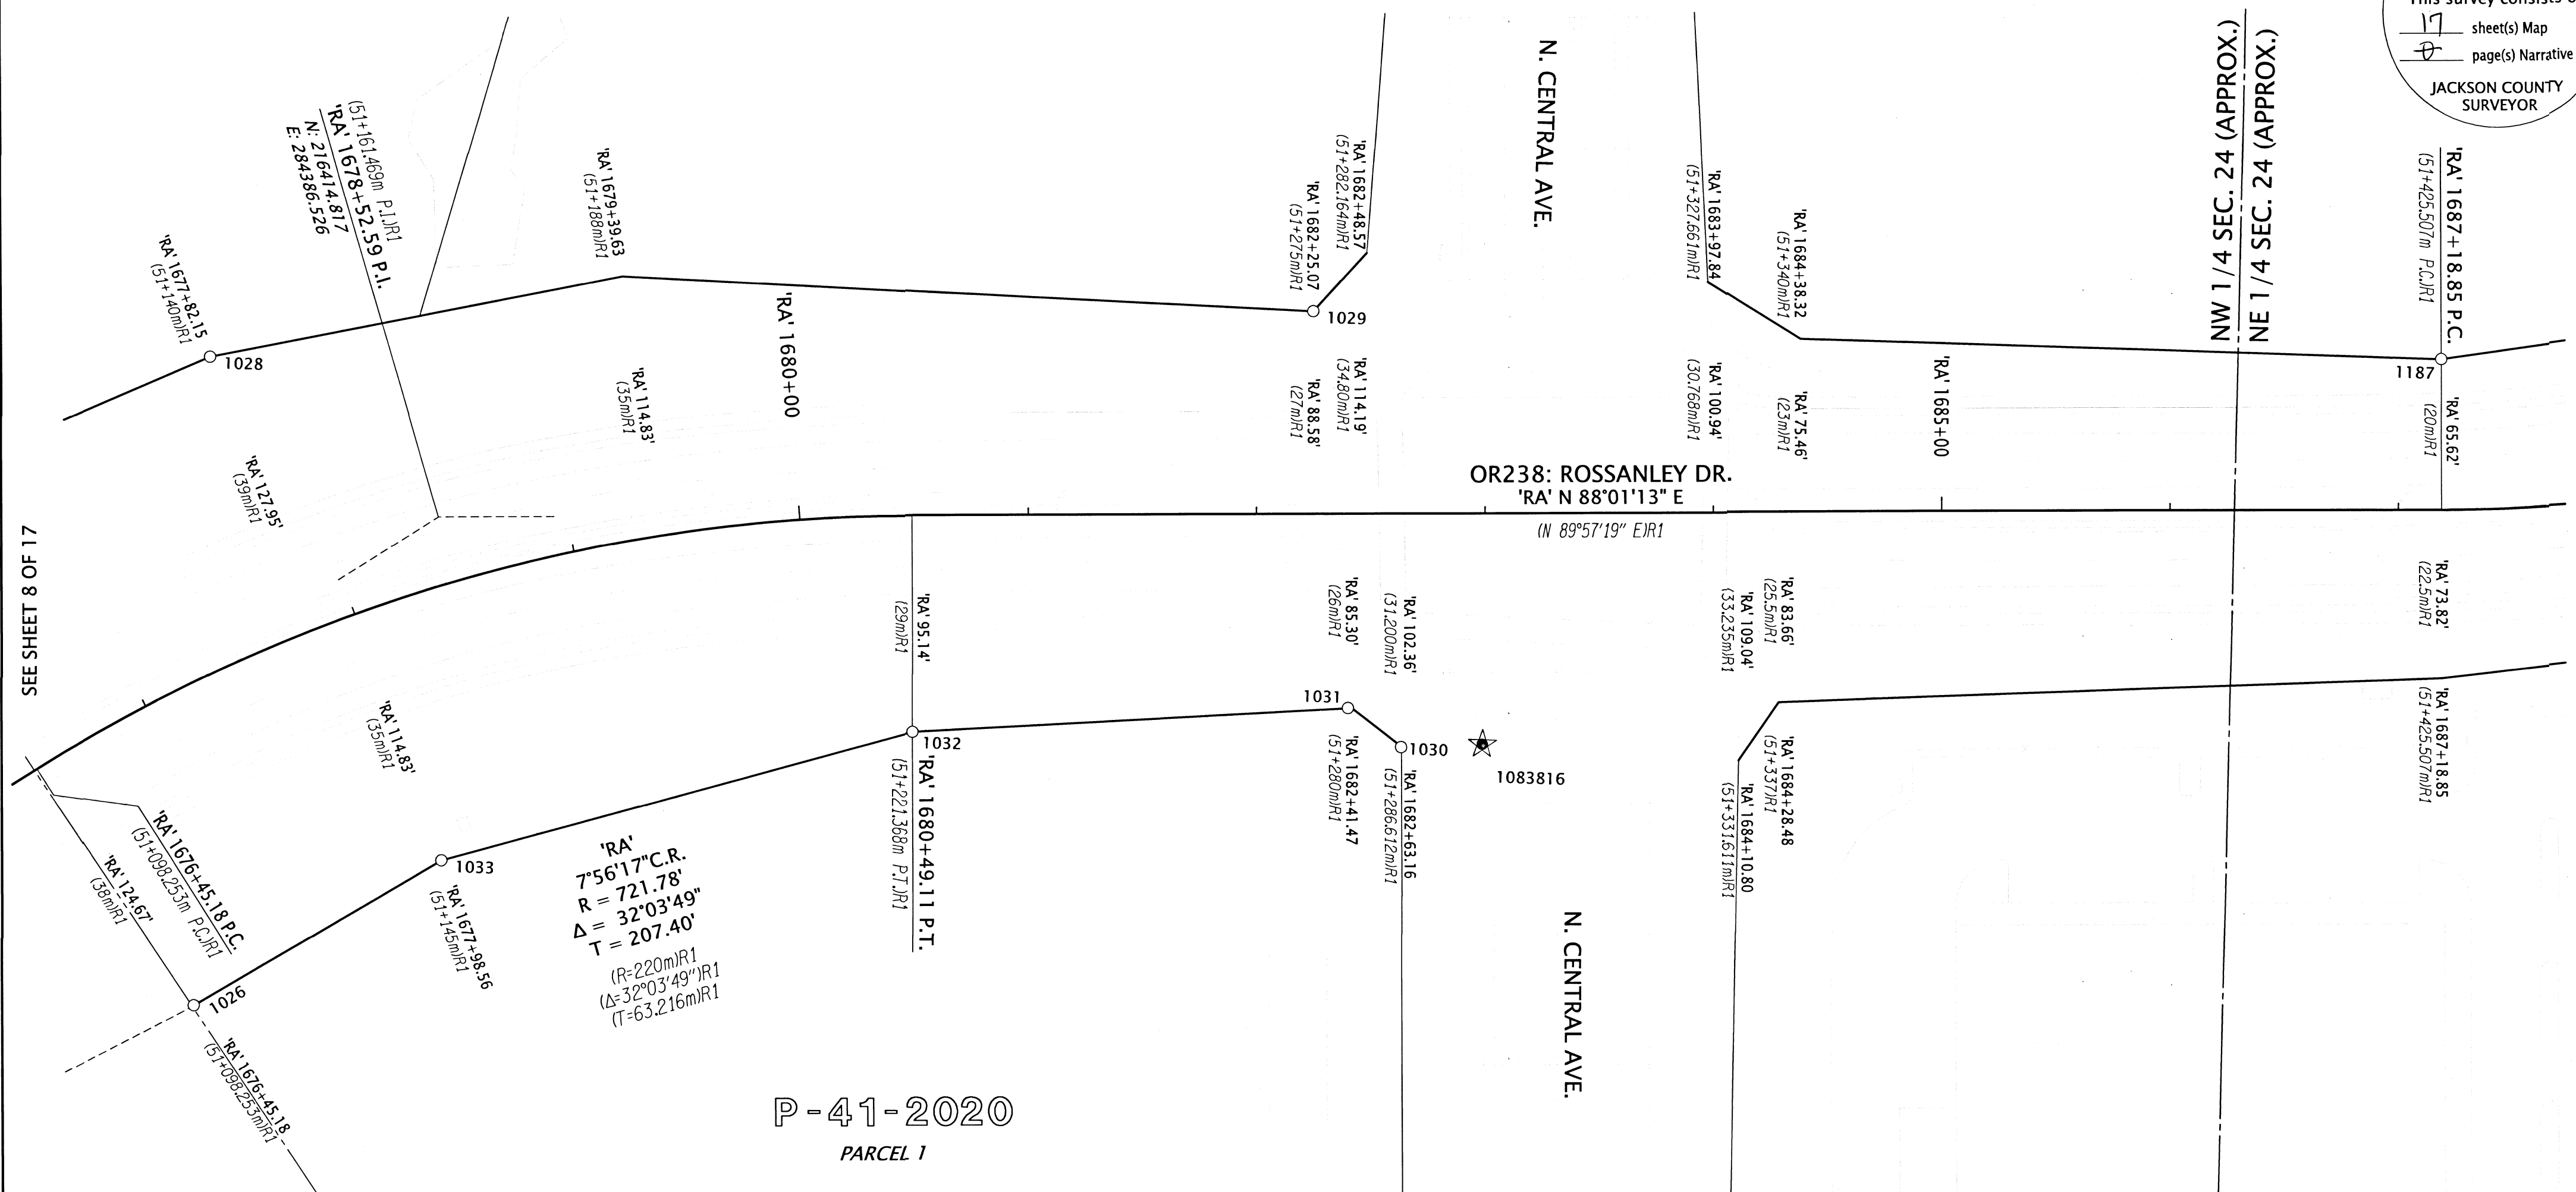 This survey consists o
17 sheet(s) Map
0 page(s) Narrative
JACKSON COUNTY
SURVEYOR
(51+161.469m P.I.)R1
'RA' 1678+52.59 P.I.
N: 216414.817
E: 284386.526
'RA' 1677+82.15
(51+140m)R1
1028
'RA' 1679+39.63
(51+188m)R1
'RA' 1680+00
'RA' 1682+48.57
(51+282.164m)R1
'RA' 1682+25.07
(51+275m)R1
1029
N. CENTRAL AVE.
'RA' 1683+97.84
(51+327.661m)R1
'RA' 1684+38.32
(51+340m)R1
NW 1/4 SEC. 24 (APPROX.)
NE 1/4 SEC. 24 (APPROX.)
'RA' 1687+18.85 P.C.
(51+425.507m P.C.)R1
1187
'RA' 127.95'
(39m)R1
'RA' 114.83'
(35m)R1
'RA' 114.19'
(34.80m)R1
'RA' 88.58'
(27m)R1
'RA' 100.94'
(30.768m)R1
'RA' 75.46'
(23m)R1
'RA' 1685+00
'RA' 65.62'
(20m)R1
OR238: ROSSANLEY DR.
'RA' N 88°01'13" E
(N 89°57'19" E)R1
SEE SHEET 8 OF 17
'RA' 95.14'
(29m)R1
'RA' 85.30'
(26m)R1
'RA' 102.36'
(31.200m)R1
'RA' 83.66'
(25.5m)R1
'RA' 109.04'
(33.235m)R1
'RA' 73.82'
(22.5m)R1
'RA' 114.83'
(35m)R1
1032
1031
1030
1083816
'RA' 1680+49.11 P.T.
(51+221.368m P.T.)R1
'RA' 1682+41.47
(51+280m)R1
'RA' 1682+63.16
(51+286.612m)R1
'RA' 1684+28.48
(51+337)R1
'RA' 1684+10.80
(51+331.611m)R1
'RA' 1687+18.85
(51+425.507m)R1
'RA' 1676+45.18 P.C.
(51+098.253m P.C.)R1
'RA' 124.67'
(38m)R1
1033
'RA' 1677+98.56
(51+145m)R1
1026
'RA' 1676+45.18
(51+098.253m)R1
'RA'
7°56'17"C.R.
R = 721.78'
Δ = 32°03'49"
T = 207.40'
(R=220m)R1
(Δ=32°03'49")R1
(T=63.216m)R1
N. CENTRAL AVE.
P-41-2020
PARCEL 1